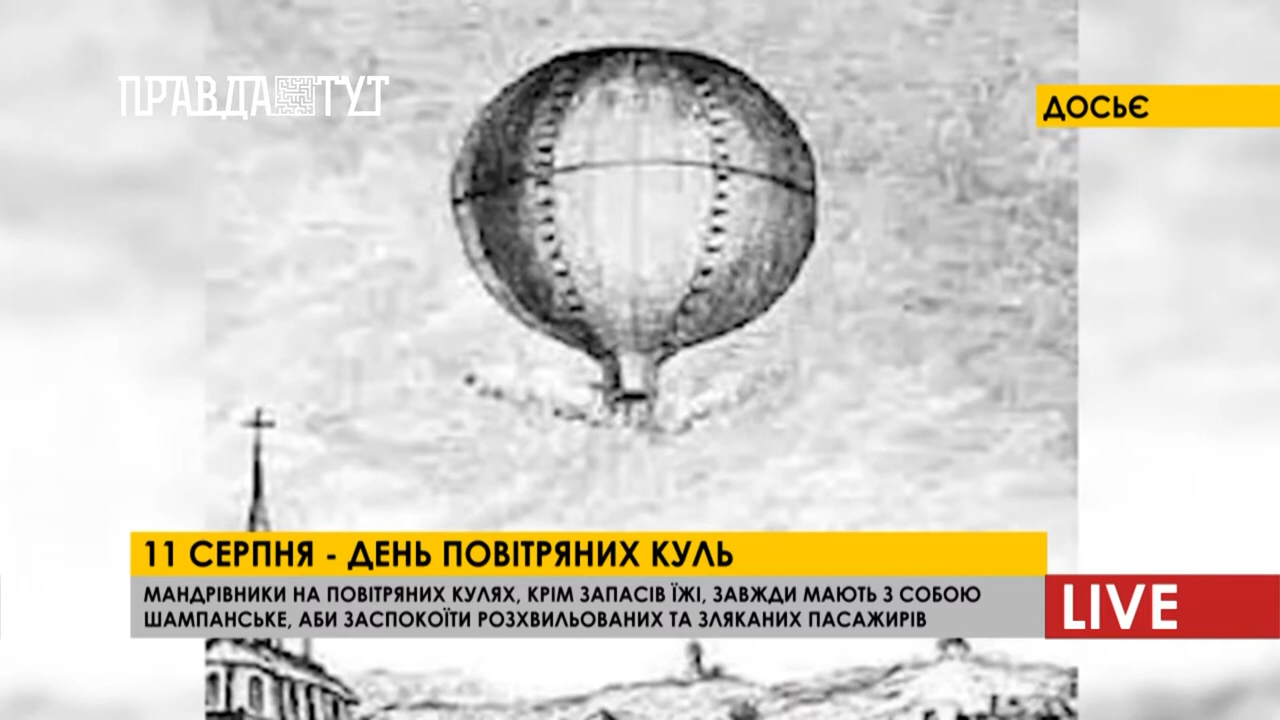 ПРАВДА ТУТ
ДОСЬЄ
11 СЕРПНЯ - ДЕНЬ ПОВІТРЯНИХ КУЛЬ
МАНДРІВНИКИ НА ПОВІТРЯНИХ КУЛЯХ, КРІМ ЗАПАСІВ ЇЖІ, ЗАВЖДИ МАЮТЬ З СОБОЮ
ШАМПАНСЬКЕ, АБИ ЗАСПОКОЇТИ РОЗХВИЛЬОВАНИХ ТА ЗЛЯКАНИХ ПАСАЖИРІВ
LIVE